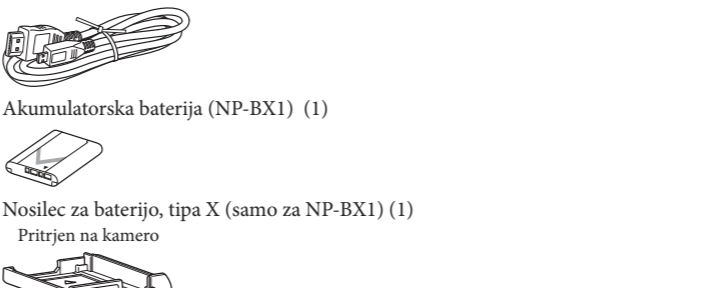 Akumulatorska baterija (NP-BX1) (1)
Nosilec za baterijo, tipa X (samo za NP-BX1) (1)
Pritrjen na kamero